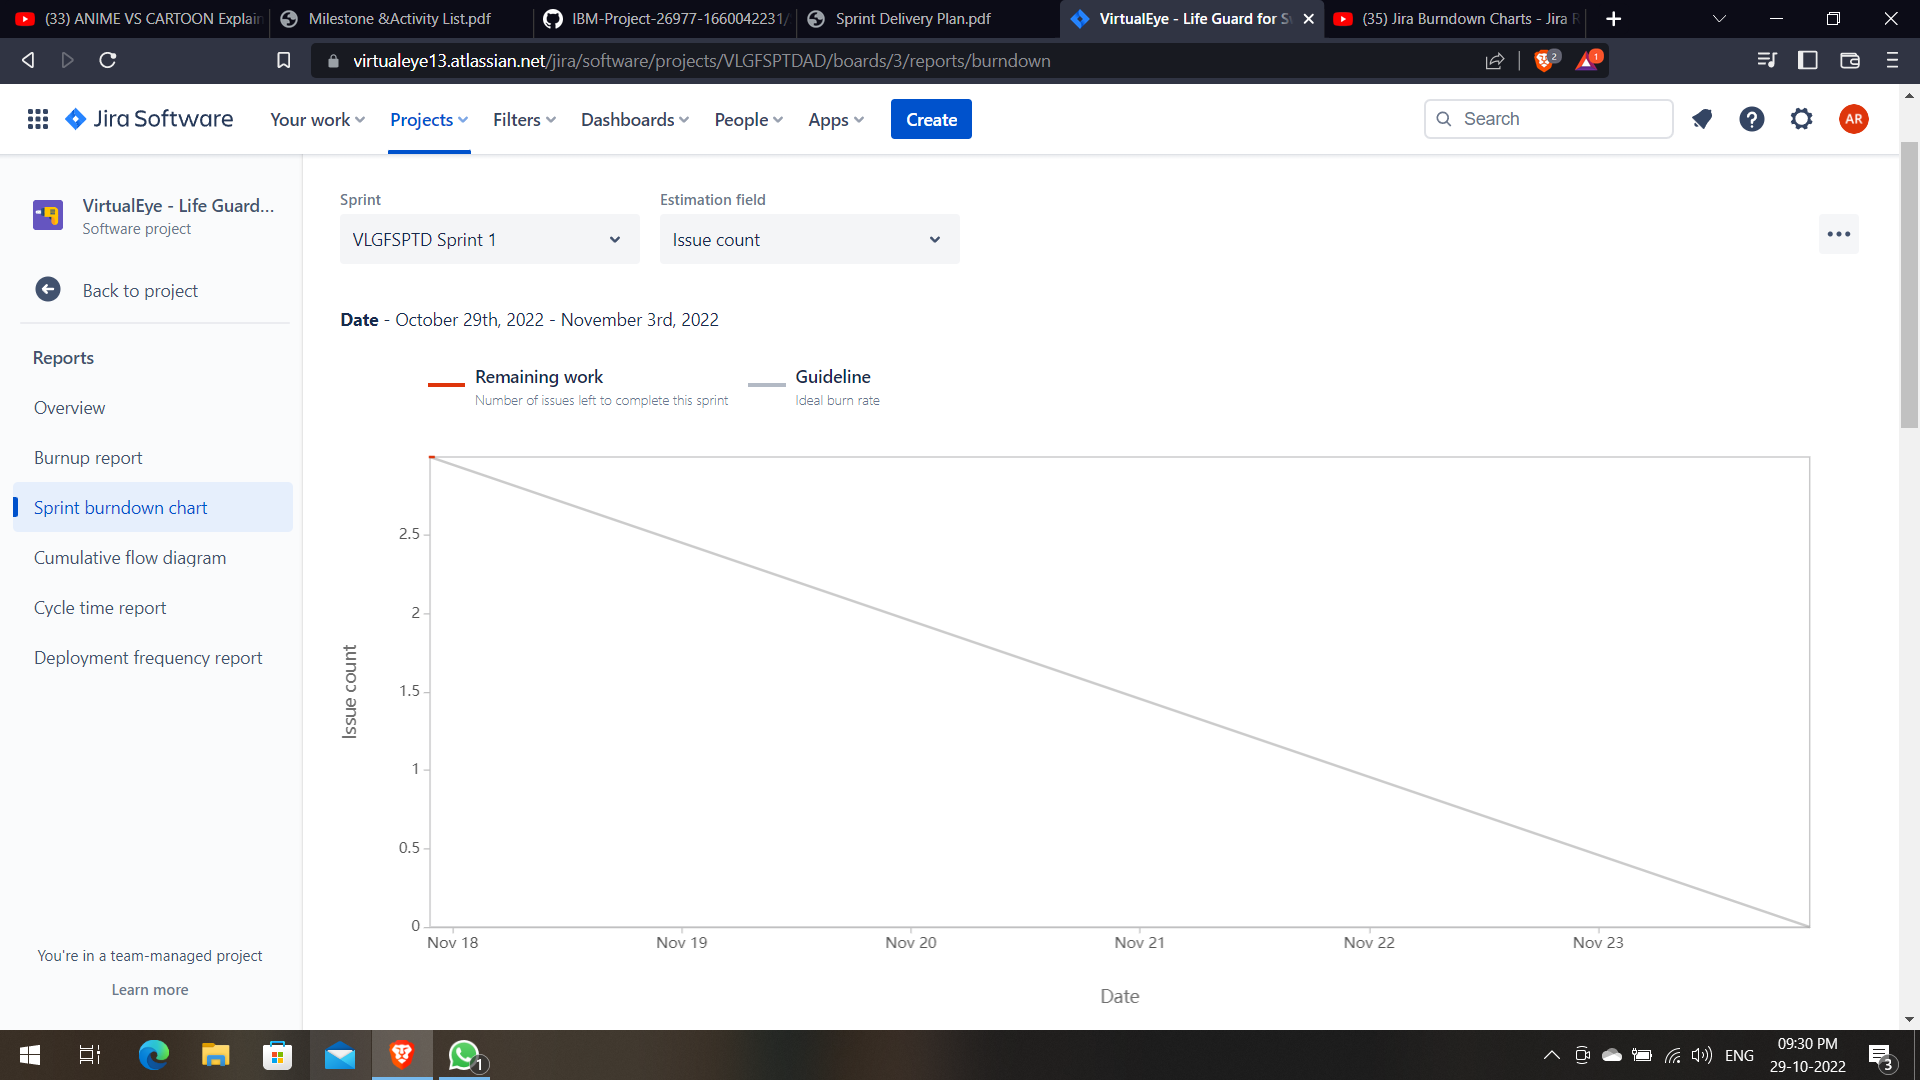 (33) ANIME VS CARTOON Explain
Milestone &Activity List.pdf
IBM-Project-26977-1660042231/
Sprint Delivery Plan.pdf
VirtualEye - Life Guard for S
(35) Jira Burndown Charts - Jira R
virtualeye13.atlassian.net/jira/software/projects/VLGFSPTDAD/boards/3/reports/burndown
2
1
Jira Software
Your work
Projects
Filters
Dashboards
People
Apps
Create
Search
AR
VirtualEye - Life Guard...
Software project
Back to project
Reports
Overview
Burnup report
Sprint burndown chart
Cumulative flow diagram
Cycle time report
Deployment frequency report
You're in a team-managed project
Learn more
Sprint
Estimation field
VLGFSPTD Sprint 1
Issue count
Date - October 29th, 2022 - November 3rd, 2022
Remaining work
Number of issues left to complete this sprint
Guideline
Ideal burn rate
2.5
2
1.5
1
0.5
0
Issue count
Nov 18
Nov 19
Nov 20
Nov 21
Nov 22
Nov 23
Date
1
ENG
09:30 PM
29-10-2022
3